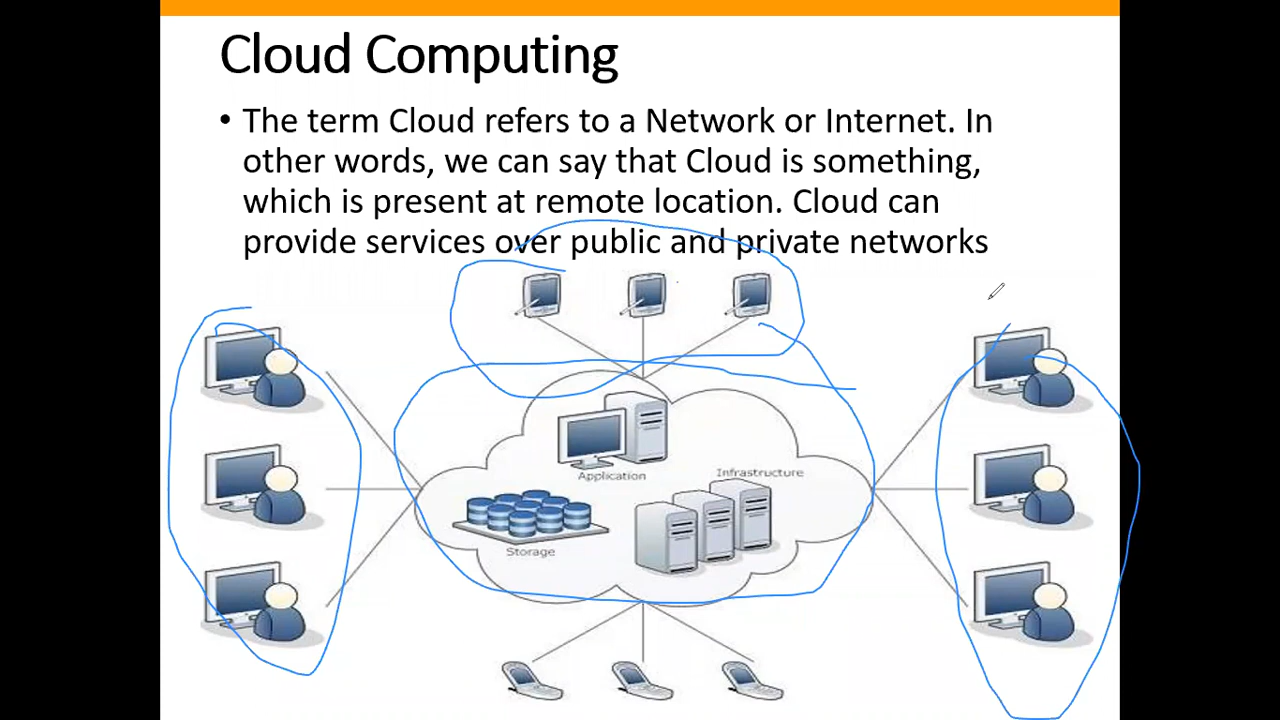 Cloud Computing
• The term Cloud refers to a Network or Internet. In
other words, we can say that Cloud is something,
which is present at remote location. Cloud can
provide services over public and private networks
Application
Infrastructure
Storage